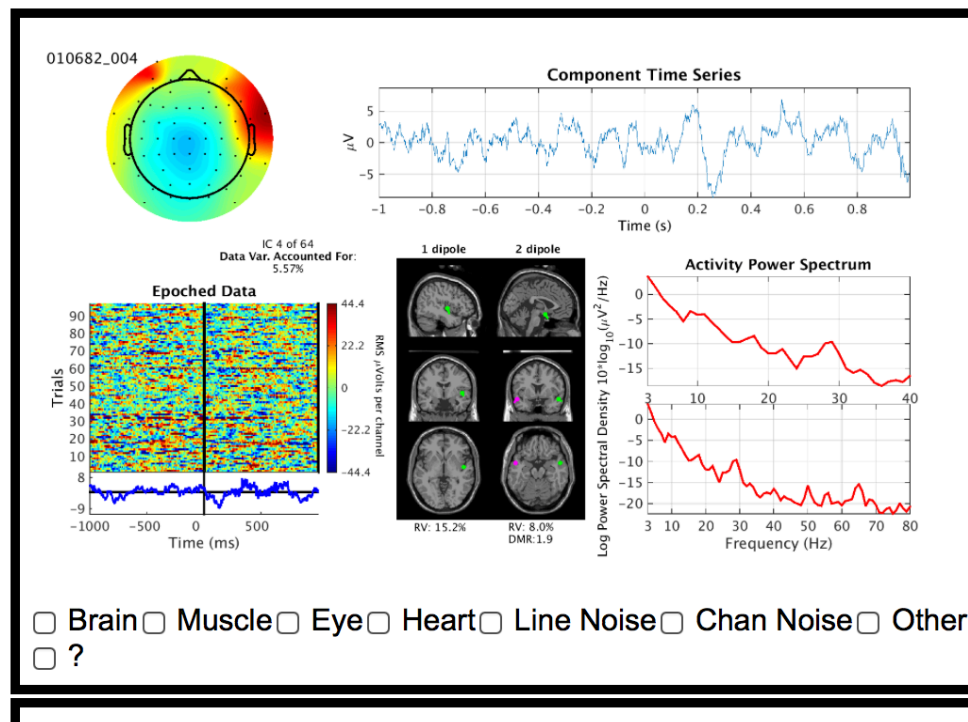 010682_004
Component Time Series
5
0
-5
μV
-1 -0.8 -0.6 -0.4 -0.2 0 0.2 0.4 0.6 0.8
Time (s)
IC 4 of 64
Data Var. Accounted For:
5.57%
Epoched Data
90
80
70
60
50
40
30
20
10
Trials
44.4
22.2
0
-22.2
-44.4
RMS μVolts per channel
8
-9
-1000 -500 0 500
Time (ms)
1 dipole 2 dipole
RV: 15.2% RV: 8.0%
DMR:1.9
Activity Power Spectrum
0
-5
-10
-15
3 10 20 30 40
0
-5
-10
-15
-20
3 10 20 30 40 50 60 70 80
Frequency (Hz)
Log Power Spectral Density 10*log10(μV2/Hz)
Brain Muscle Eye Heart Line Noise Chan Noise Other
?